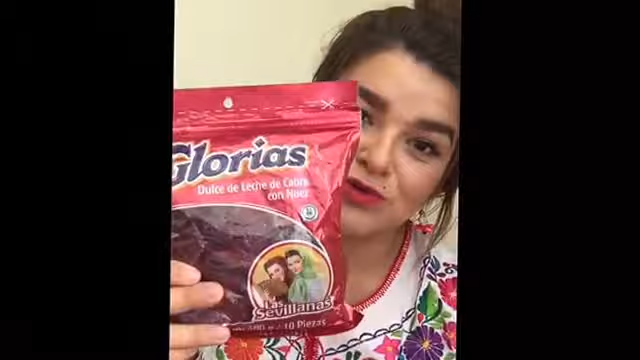 Glorias
Dulce de Leche de Cabra
con Nuez
Las
Sevillanas
10 Piezas